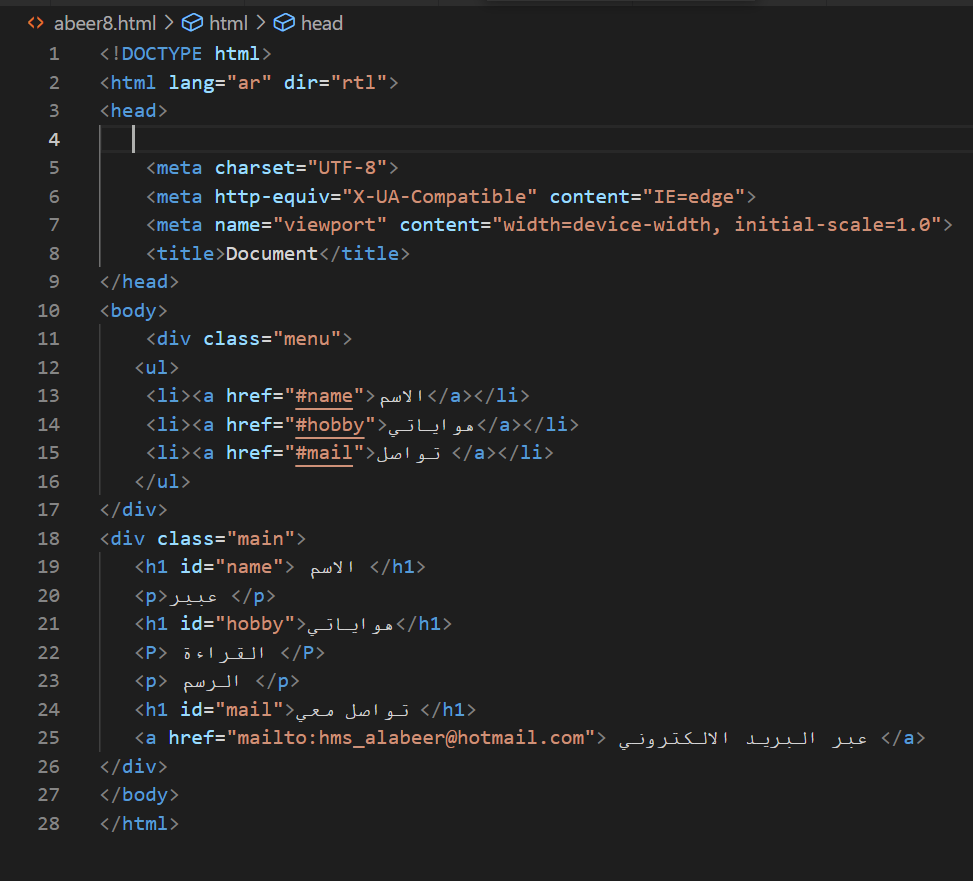 abeer8.html > html > head
1 <!DOCTYPE html>
2 <html lang="ar" dir="rtl">
3 <head>
4
5 <meta charset="UTF-8">
6 <meta http-equiv="X-UA-Compatible" content="IE=edge">
7 <meta name="viewport" content="width=device-width, initial-scale=1.0">
8 <title>Document</title>
9 </head>
10 <body>
11 <div class="menu">
12 <ul>
13 <li><a href="#name">الاسم</a></li>
14 <li><a href="#hobby">هواياتي</a></li>
15 <li><a href="#mail">تواصل </a></li>
16 </ul>
17 </div>
18 <div class="main">
19 <h1 id="name"> الاسم </h1>
20 <p>عبير </p>
21 <h1 id="hobby">هواياتي</h1>
22 <P> القراءة </P>
23 <p> الرسم </p>
24 <h1 id="mail">تواصل معي </h1>
25 <a href="mailto:hms_alabeer@hotmail.com"> عبر البريد الالكتروني </a>
26 </div>
27 </body>
28 </html>